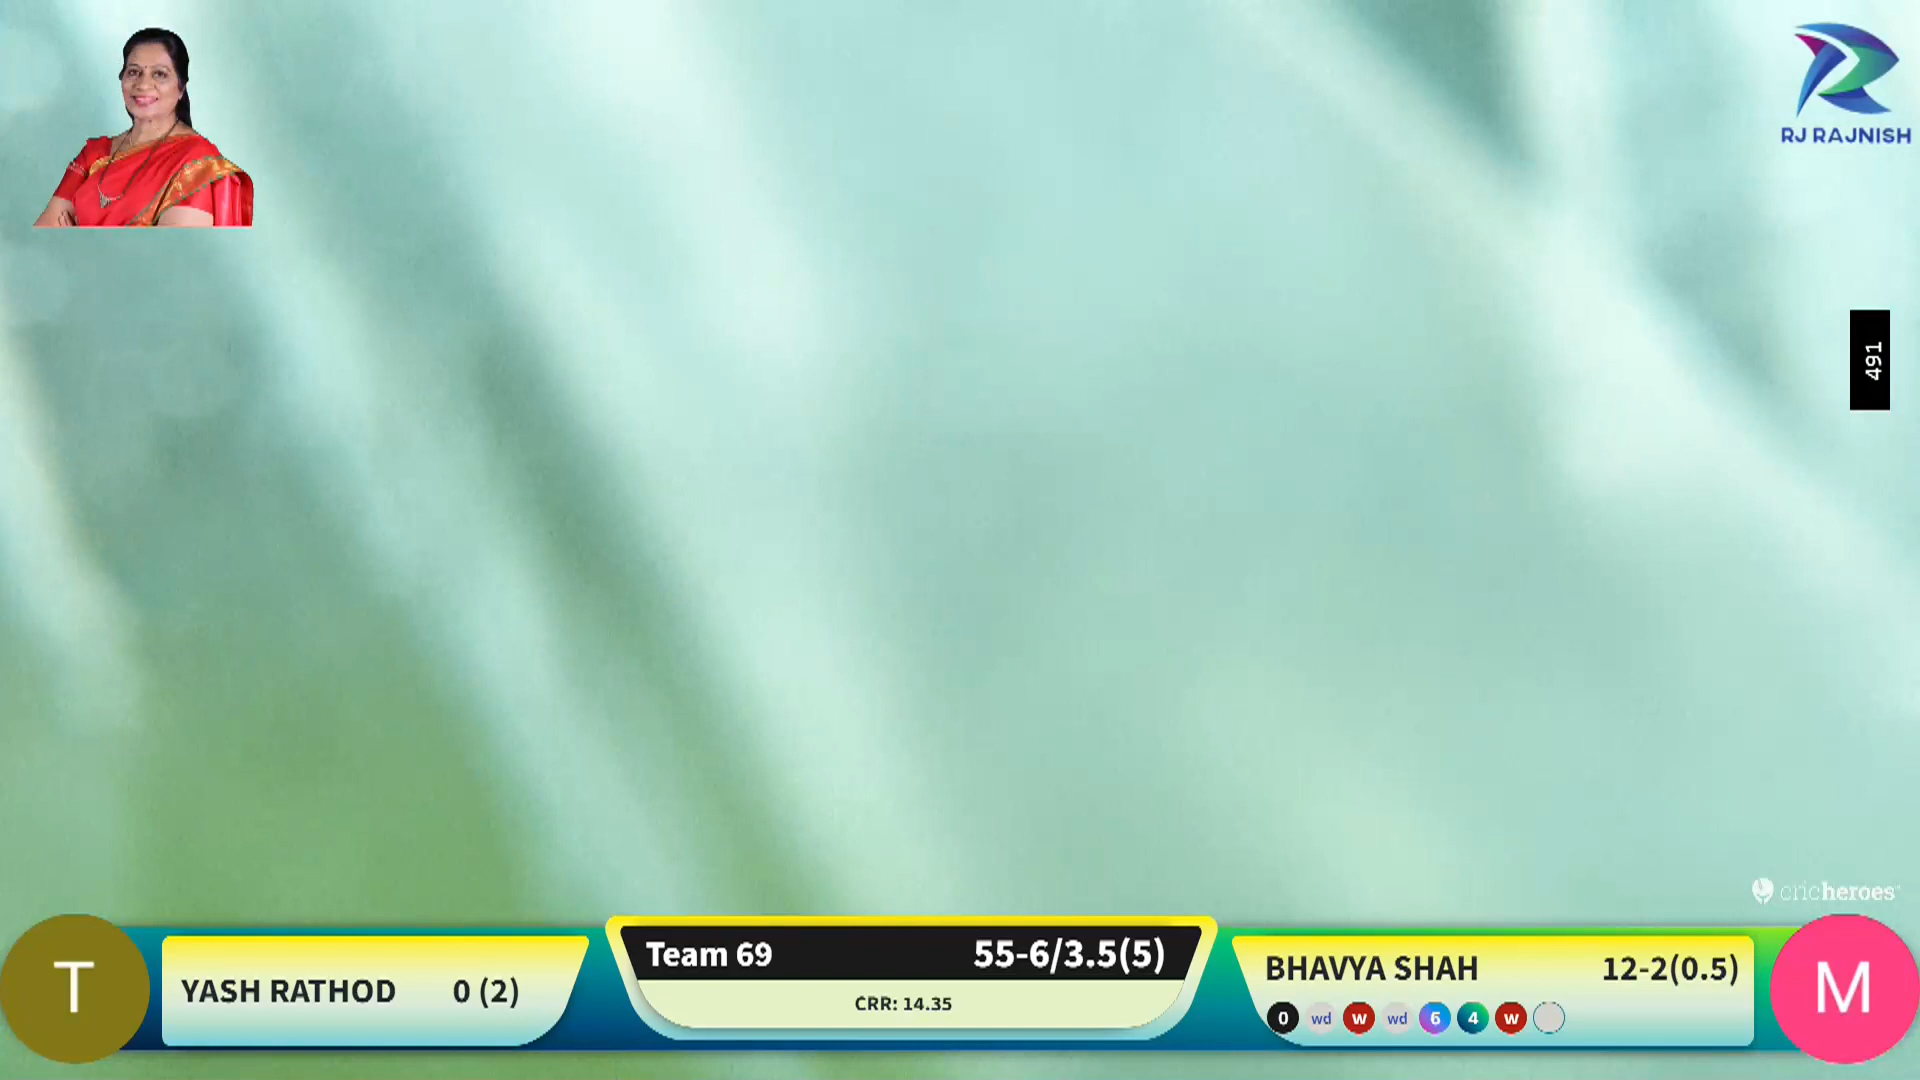 RJ RAJNISH
491
cricheroes
T
YASH RATHOD 0 (2)
Team 69 55-6/3.5(5)
CRR: 14.35
BHAVYA SHAH 12-2(0.5)
0 wd w wd 6 4 w
M